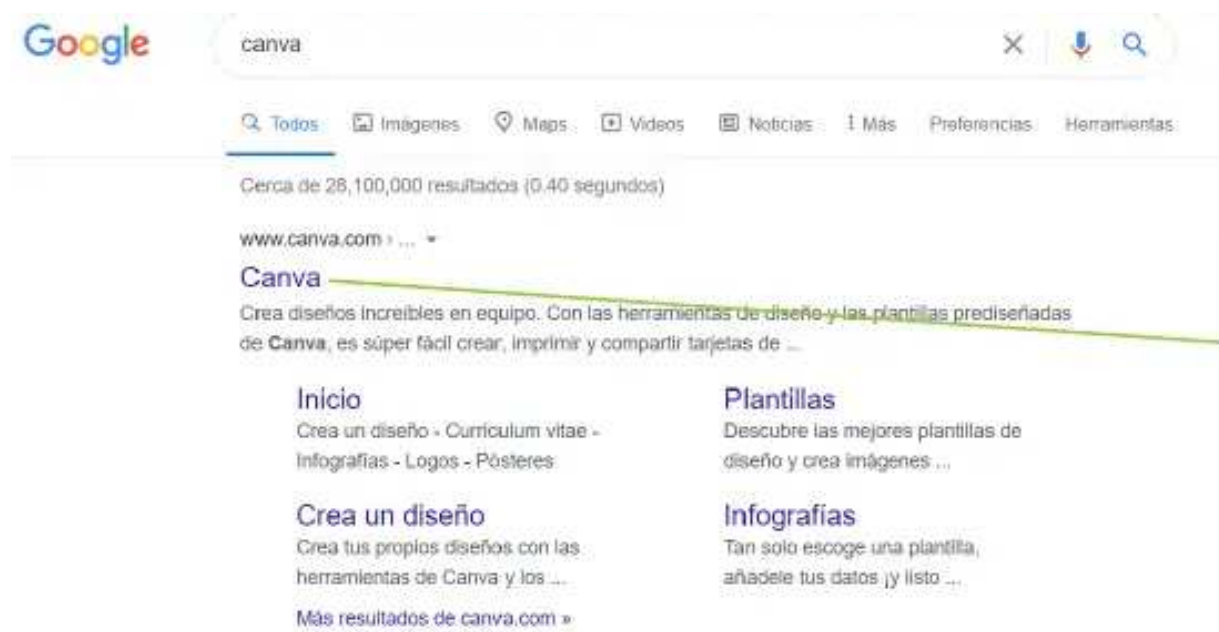 Google
canva
Todos Imágenes Maps Videos Noticias Más Preferencias Herramientas
Cerca de 28,100,000 resultados (0.40 segundos)
www.canva.com › ...
Canva
Crea diseños increíbles en equipo. Con las herramientas de diseño y las plantillas prediseñadas
de Canva, es súper fácil crear, imprimir y compartir tarjetas de ...
Inicio
Crea un diseño - Curriculum vitae -
Infografías - Logos - Pósteres
Plantillas
Descubre las mejores plantillas de
diseño y crea imágenes ...
Crea un diseño
Crea tus propios diseños con las
herramientas de Canva y los ...
Infografías
Tan solo escoge una plantilla,
añadele tus datos ¡y listo ...
Más resultados de canva.com »